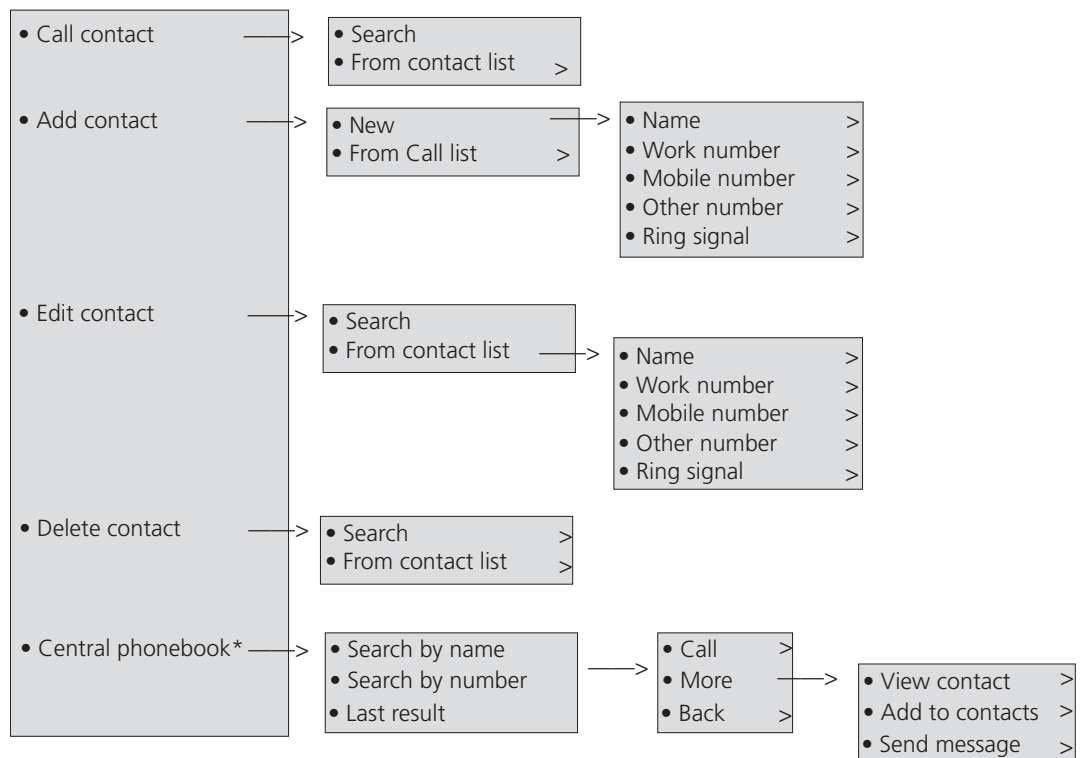 • Call contact ——>
• Search
• From contact list >
• Add contact ——>
• New ——>
• From Call list >
• Name >
• Work number >
• Mobile number >
• Other number >
• Ring signal >
• Edit contact ——>
• Search
• From contact list ——>
• Name >
• Work number >
• Mobile number >
• Other number >
• Ring signal >
• Delete contact ——>
• Search >
• From contact list >
• Central phonebook* ——>
• Search by name
• Search by number
• Last result
——>
• Call >
• More ——>
• Back >
• View contact >
• Add to contacts >
• Send message >